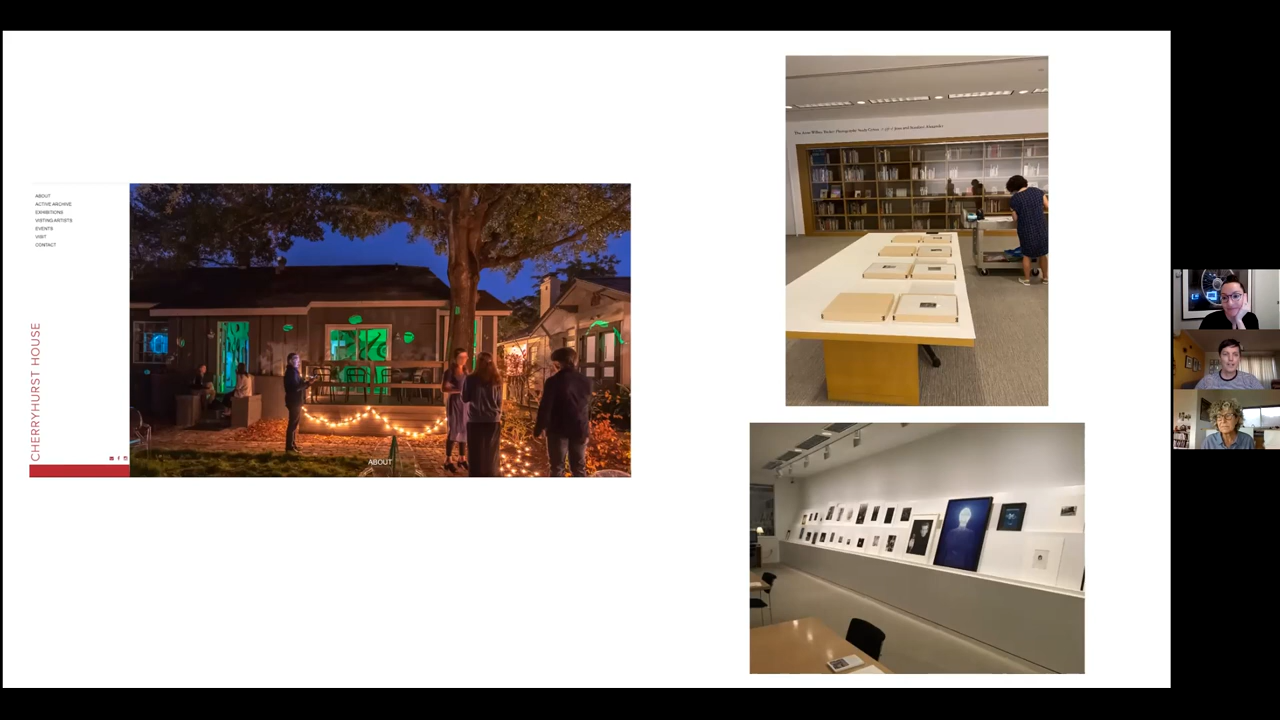 ABOUT
ACTIVE ARCHIVE
EXHIBITIONS
VISITING ARTISTS
EVENTS
VISIT
CONTACT
CHERRYHURST HOUSE
ABOUT